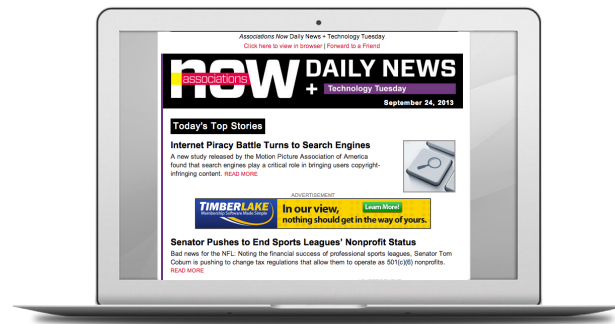 Associations Now Daily News + Technology Tuesday
Click here to view in browser | Forward to a Friend
now
associations
DAILY NEWS
+ Technology Tuesday
September 24, 2013
Today's Top Stories
Internet Piracy Battle Turns to Search Engines
A new study released by the Motion Picture Association of America
found that search engines play a critical role in bringing users copyright-
infringing content. READ MORE
ADVERTISEMENT
TIMBERLAKE
Membership Software Made Simple
In our view,
Learn More!
nothing should get in the way of yours.
Senator Pushes to End Sports Leagues' Nonprofit Status
Bad news for the NFL: Noting the financial success of professional sports leagues, Senator Tom
Coburn is pushing to change tax regulations that allow them to operate as 501(c)(6) nonprofits.
READ MORE